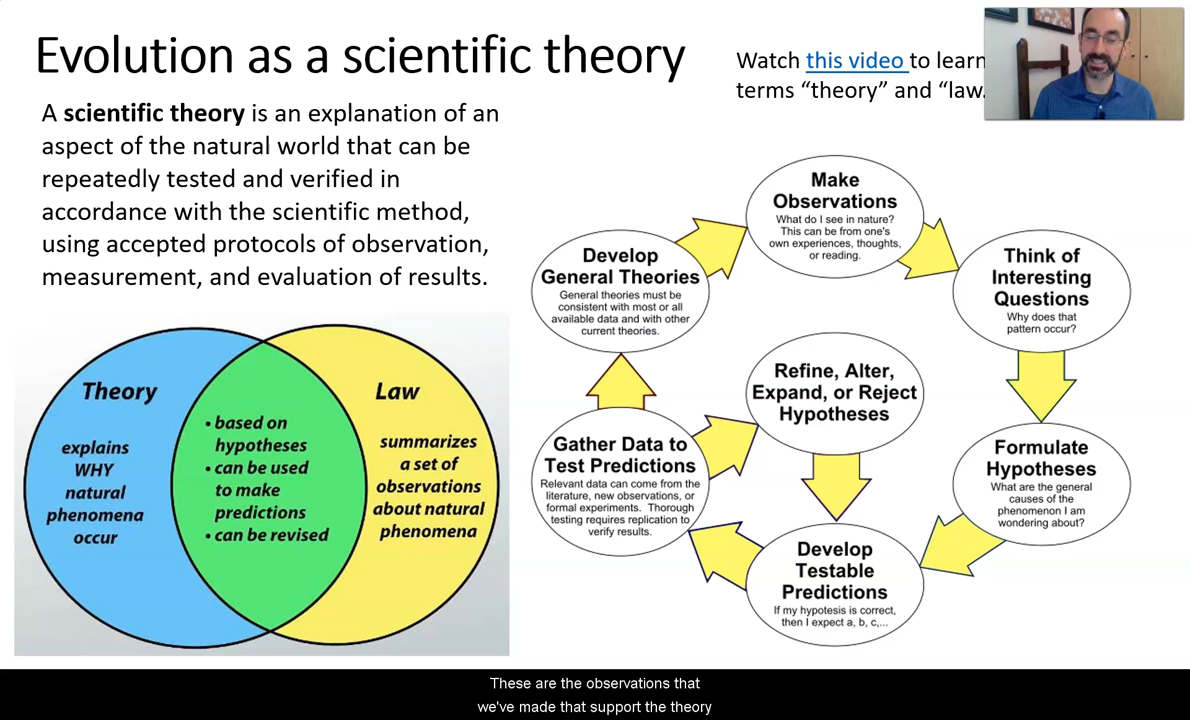 Evolution as a scientific theory
Watch this video to learn
terms “theory” and “law.
A scientific theory is an explanation of an
aspect of the natural world that can be
repeatedly tested and verified in
accordance with the scientific method,
using accepted protocols of observation,
measurement, and evaluation of results.
Theory
explains
WHY
natural
phenomena
occur
• based on
hypotheses
• can be used
to make
predictions
• can be revised
Law
summarizes
a set of
observations
about natural
phenomena
Make
Observations
What do I see in nature?
This can be from one's
own experiences, thoughts,
or reading.
Think of
Interesting
Questions
Why does that
pattern occur?
Formulate
Hypotheses
What are the general
causes of the
phenomenon I am
wondering about?
Develop
Testable
Predictions
If my hypotesis is correct,
then I expect a, b, c,...
Gather Data to
Test Predictions
Relevant data can come from the
literature, new observations, or
formal experiments. Thorough
testing requires replication to
verify results.
Refine, Alter,
Expand, or Reject
Hypotheses
Develop
General Theories
General theories must be
consistent with most or all
available data and with other
current theories.
These are the observations that
we've made that support the theory